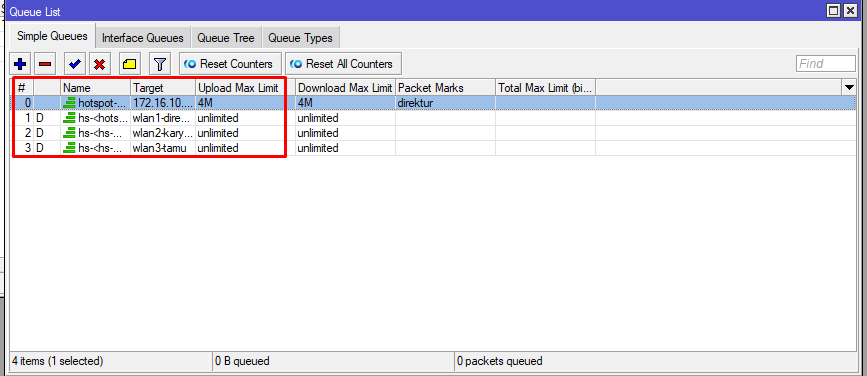 Queue List
Simple Queues Interface Queues Queue Tree Queue Types
Reset Counters Reset All Counters Find
# Name Target Upload Max Limit Download Max Limit Packet Marks Total Max Limit (bi...
0 hotspot-... 172.16.10.... 4M 4M direktur
1 D hs-<hots... wlan1-dire... unlimited unlimited
2 D hs-<hs-... wlan2-kary... unlimited unlimited
3 D hs-<hs-... wlan3-tamu unlimited unlimited
4 items (1 selected) 0 B queued 0 packets queued